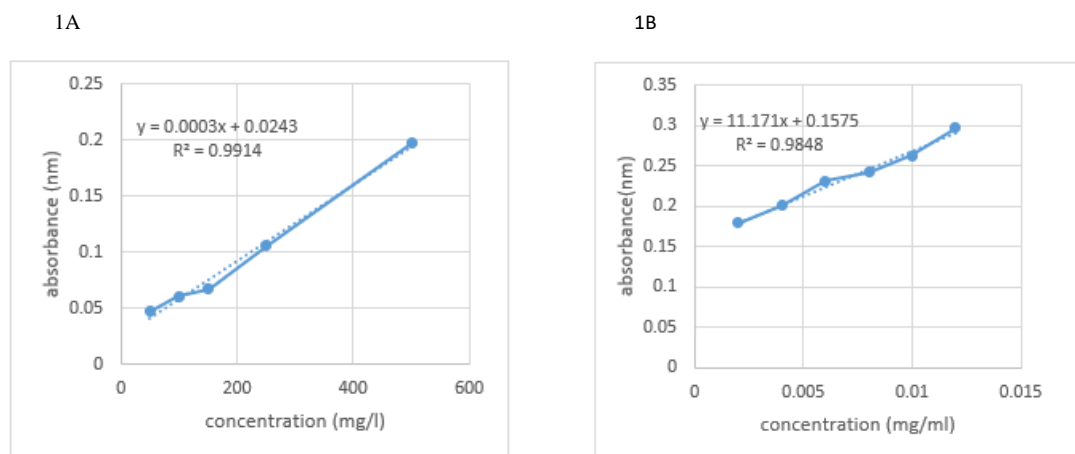 1A
0.25
0.2
0.15
0.1
0.05
0
y = 0.0003x + 0.0243
R² = 0.9914
absorbance (nm)
0
200
400
600
concentration (mg/l)
1B
0.35
0.3
0.25
0.2
0.15
0.1
0.05
0
y = 11.171x + 0.1575
R² = 0.9848
absorbance(nm)
0
0.005
0.01
0.015
concentration (mg/ml)